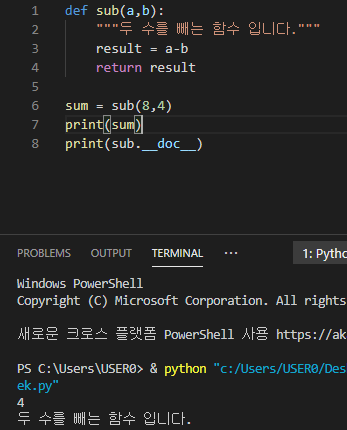 1 def sub(a,b):
2 """두 수를 빼는 함수 입니다."""
3 result = a-b
4 return result
5
6 sum = sub(8,4)
7 print(sum)
8 print(sub.__doc__)
PROBLEMS OUTPUT TERMINAL ··· 1: Pytho
Windows PowerShell
Copyright (C) Microsoft Corporation. All rights
새로운 크로스 플랫폼 PowerShell 사용 https://ak
PS C:\Users\USER0> & python "c:/Users/USER0/Des
ek.py"
4
두 수를 빼는 함수 입니다.